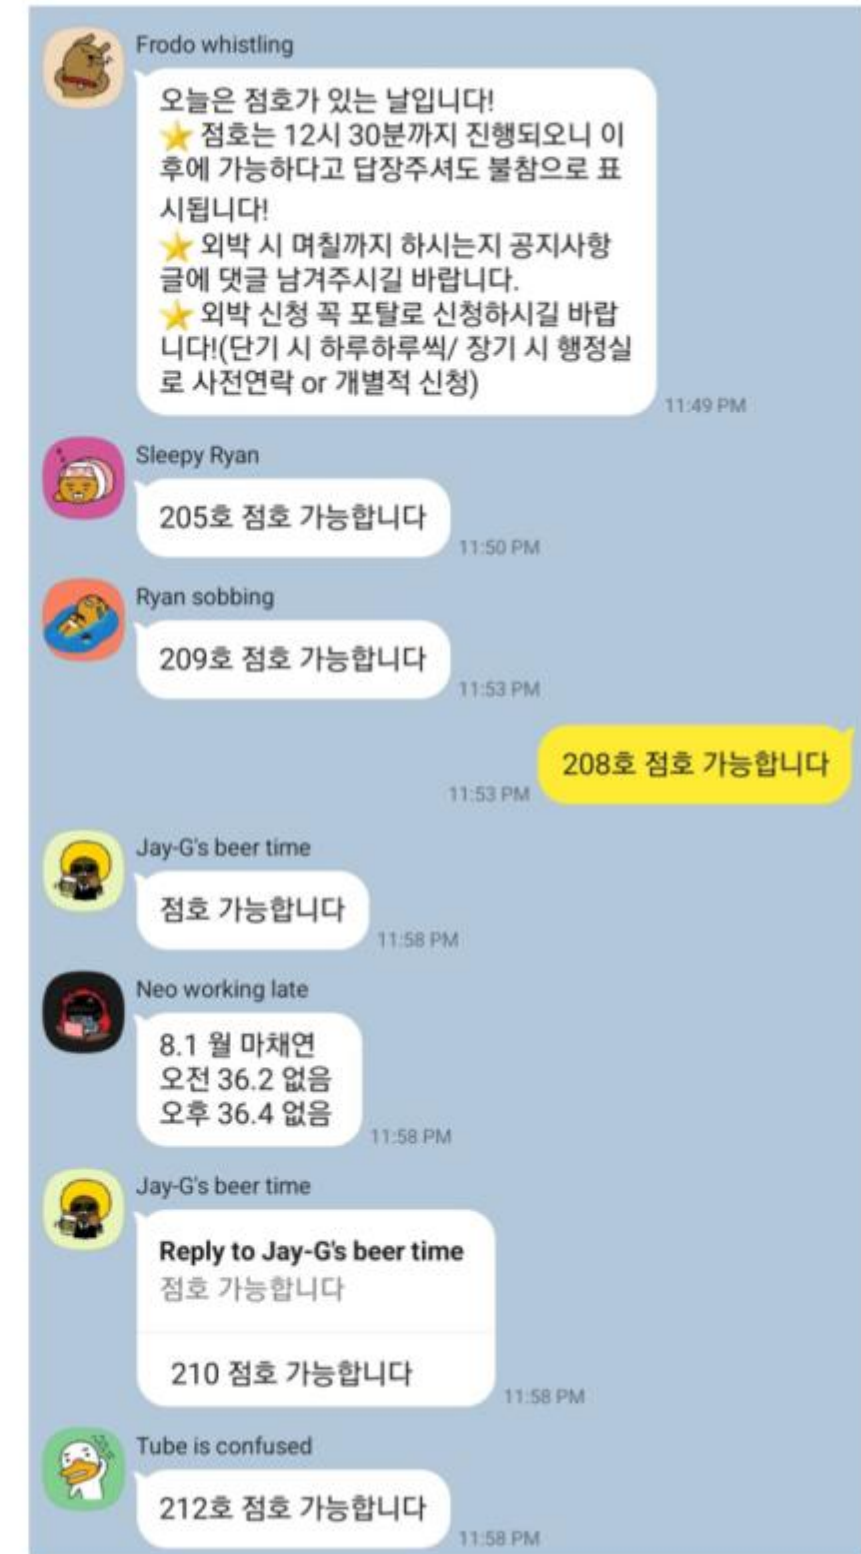 Frodo whistling
오늘은 점호가 있는 날입니다!
⭐ 점호는 12시 30분까지 진행되오니 이
후에 가능하다고 답장주셔도 불참으로 표
시됩니다!
⭐ 외박 시 며칠까지 하시는지 공지사항
글에 댓글 남겨주시길 바랍니다.
⭐ 외박 신청 꼭 포탈로 신청하시길 바랍
니다!(단기 시 하루하루씩/ 장기 시 행정실
로 사전연락 or 개별적 신청)
11:49 PM
Sleepy Ryan
205호 점호 가능합니다
11:50 PM
Ryan sobbing
209호 점호 가능합니다
11:53 PM
208호 점호 가능합니다
11:53 PM
Jay-G's beer time
점호 가능합니다
11:58 PM
Neo working late
8.1 월 마채연
오전 36.2 없음
오후 36.4 없음
11:58 PM
Jay-G's beer time
Reply to Jay-G's beer time
점호 가능합니다
210 점호 가능합니다
11:58 PM
Tube is confused
212호 점호 가능합니다
11:58 PM